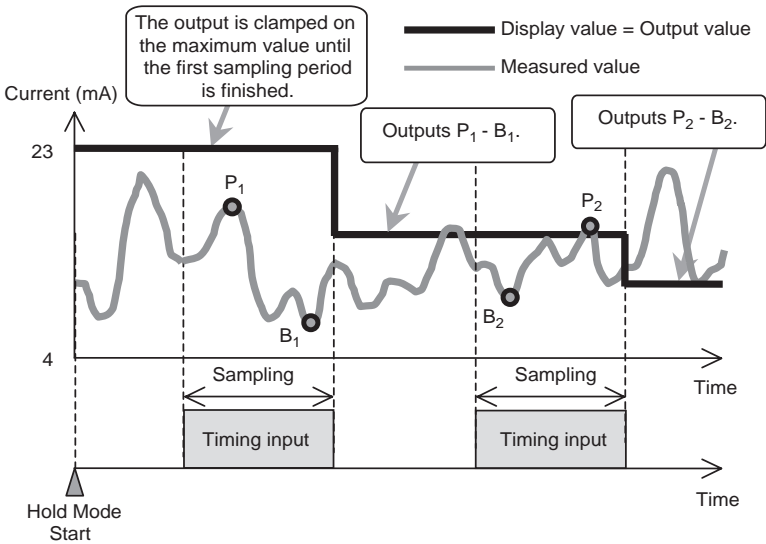 The output is clamped on
the maximum value until
the first sampling period
is finished.
Display value = Output value
Measured value
Current (mA)
Outputs P1 - B1.
Outputs P2 - B2.
23
P1
P2
B1
B2
4
Sampling
Sampling
Time
Timing input
Timing input
Time
Hold Mode
Start